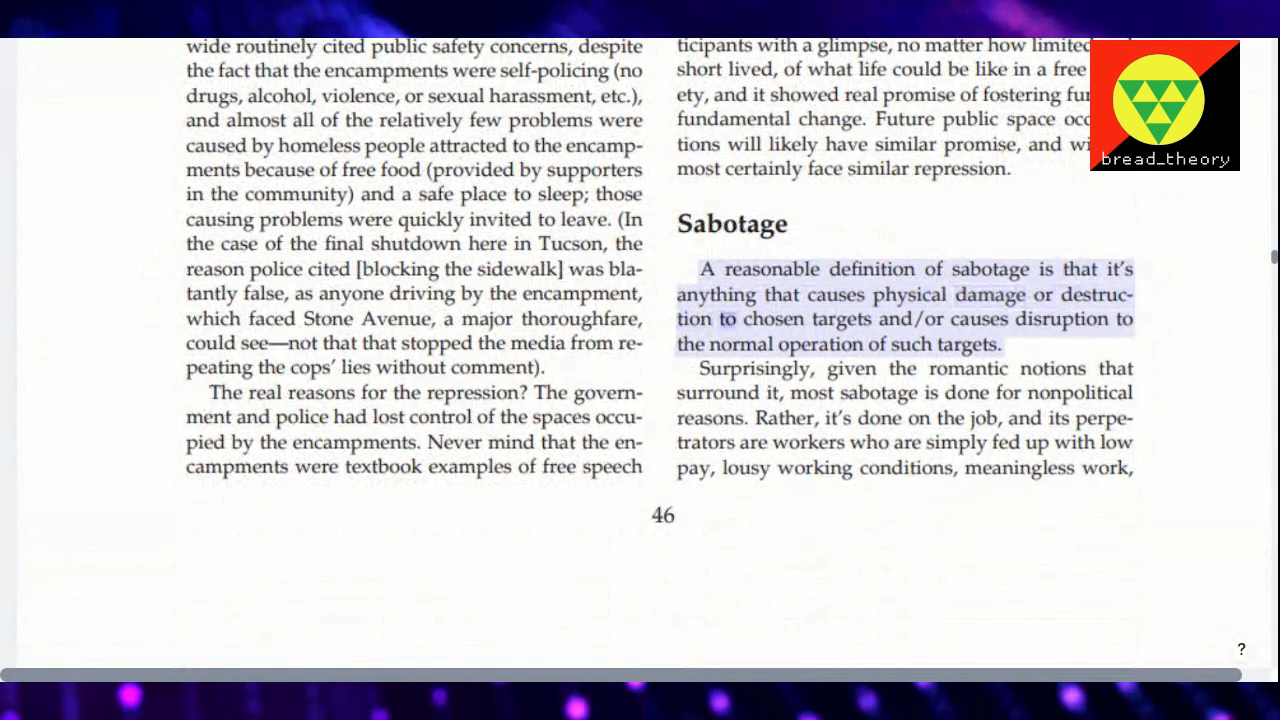 wide routinely cited public safety concerns, despite
the fact that the encampments were self-policing (no
drugs, alcohol, violence, or sexual harassment, etc.),
and almost all of the relatively few problems were
caused by homeless people attracted to the encamp-
ments because of free food (provided by supporters
in the community) and a safe place to sleep; those
causing problems were quickly invited to leave. (In
the case of the final shutdown here in Tucson, the
reason police cited [blocking the sidewalk] was bla-
tantly false, as anyone driving by the encampment,
which faced Stone Avenue, a major thoroughfare,
could see—not that that stopped the media from re-
peating the cops' lies without comment).
The real reasons for the repression? The govern-
ment and police had lost control of the spaces occu-
pied by the encampments. Never mind that the en-
campments were textbook examples of free speech
ticipants with a glimpse, no matter how limited
short lived, of what life could be like in a free
ety, and it showed real promise of fostering
fundamental change. Future public space
tions will likely have similar promise, and
most certainly face similar repression.
Sabotage
A reasonable definition of sabotage is that it's
anything that causes physical damage or destruc-
tion to chosen targets and/or causes disruption to
the normal operation of such targets.
Surprisingly, given the romantic notions that
surround it, most sabotage is done for nonpolitical
reasons. Rather, it's done on the job, and its perpe-
trators are workers who are simply fed up with low
pay, lousy working conditions, meaningless work,
46
bread_theory
?